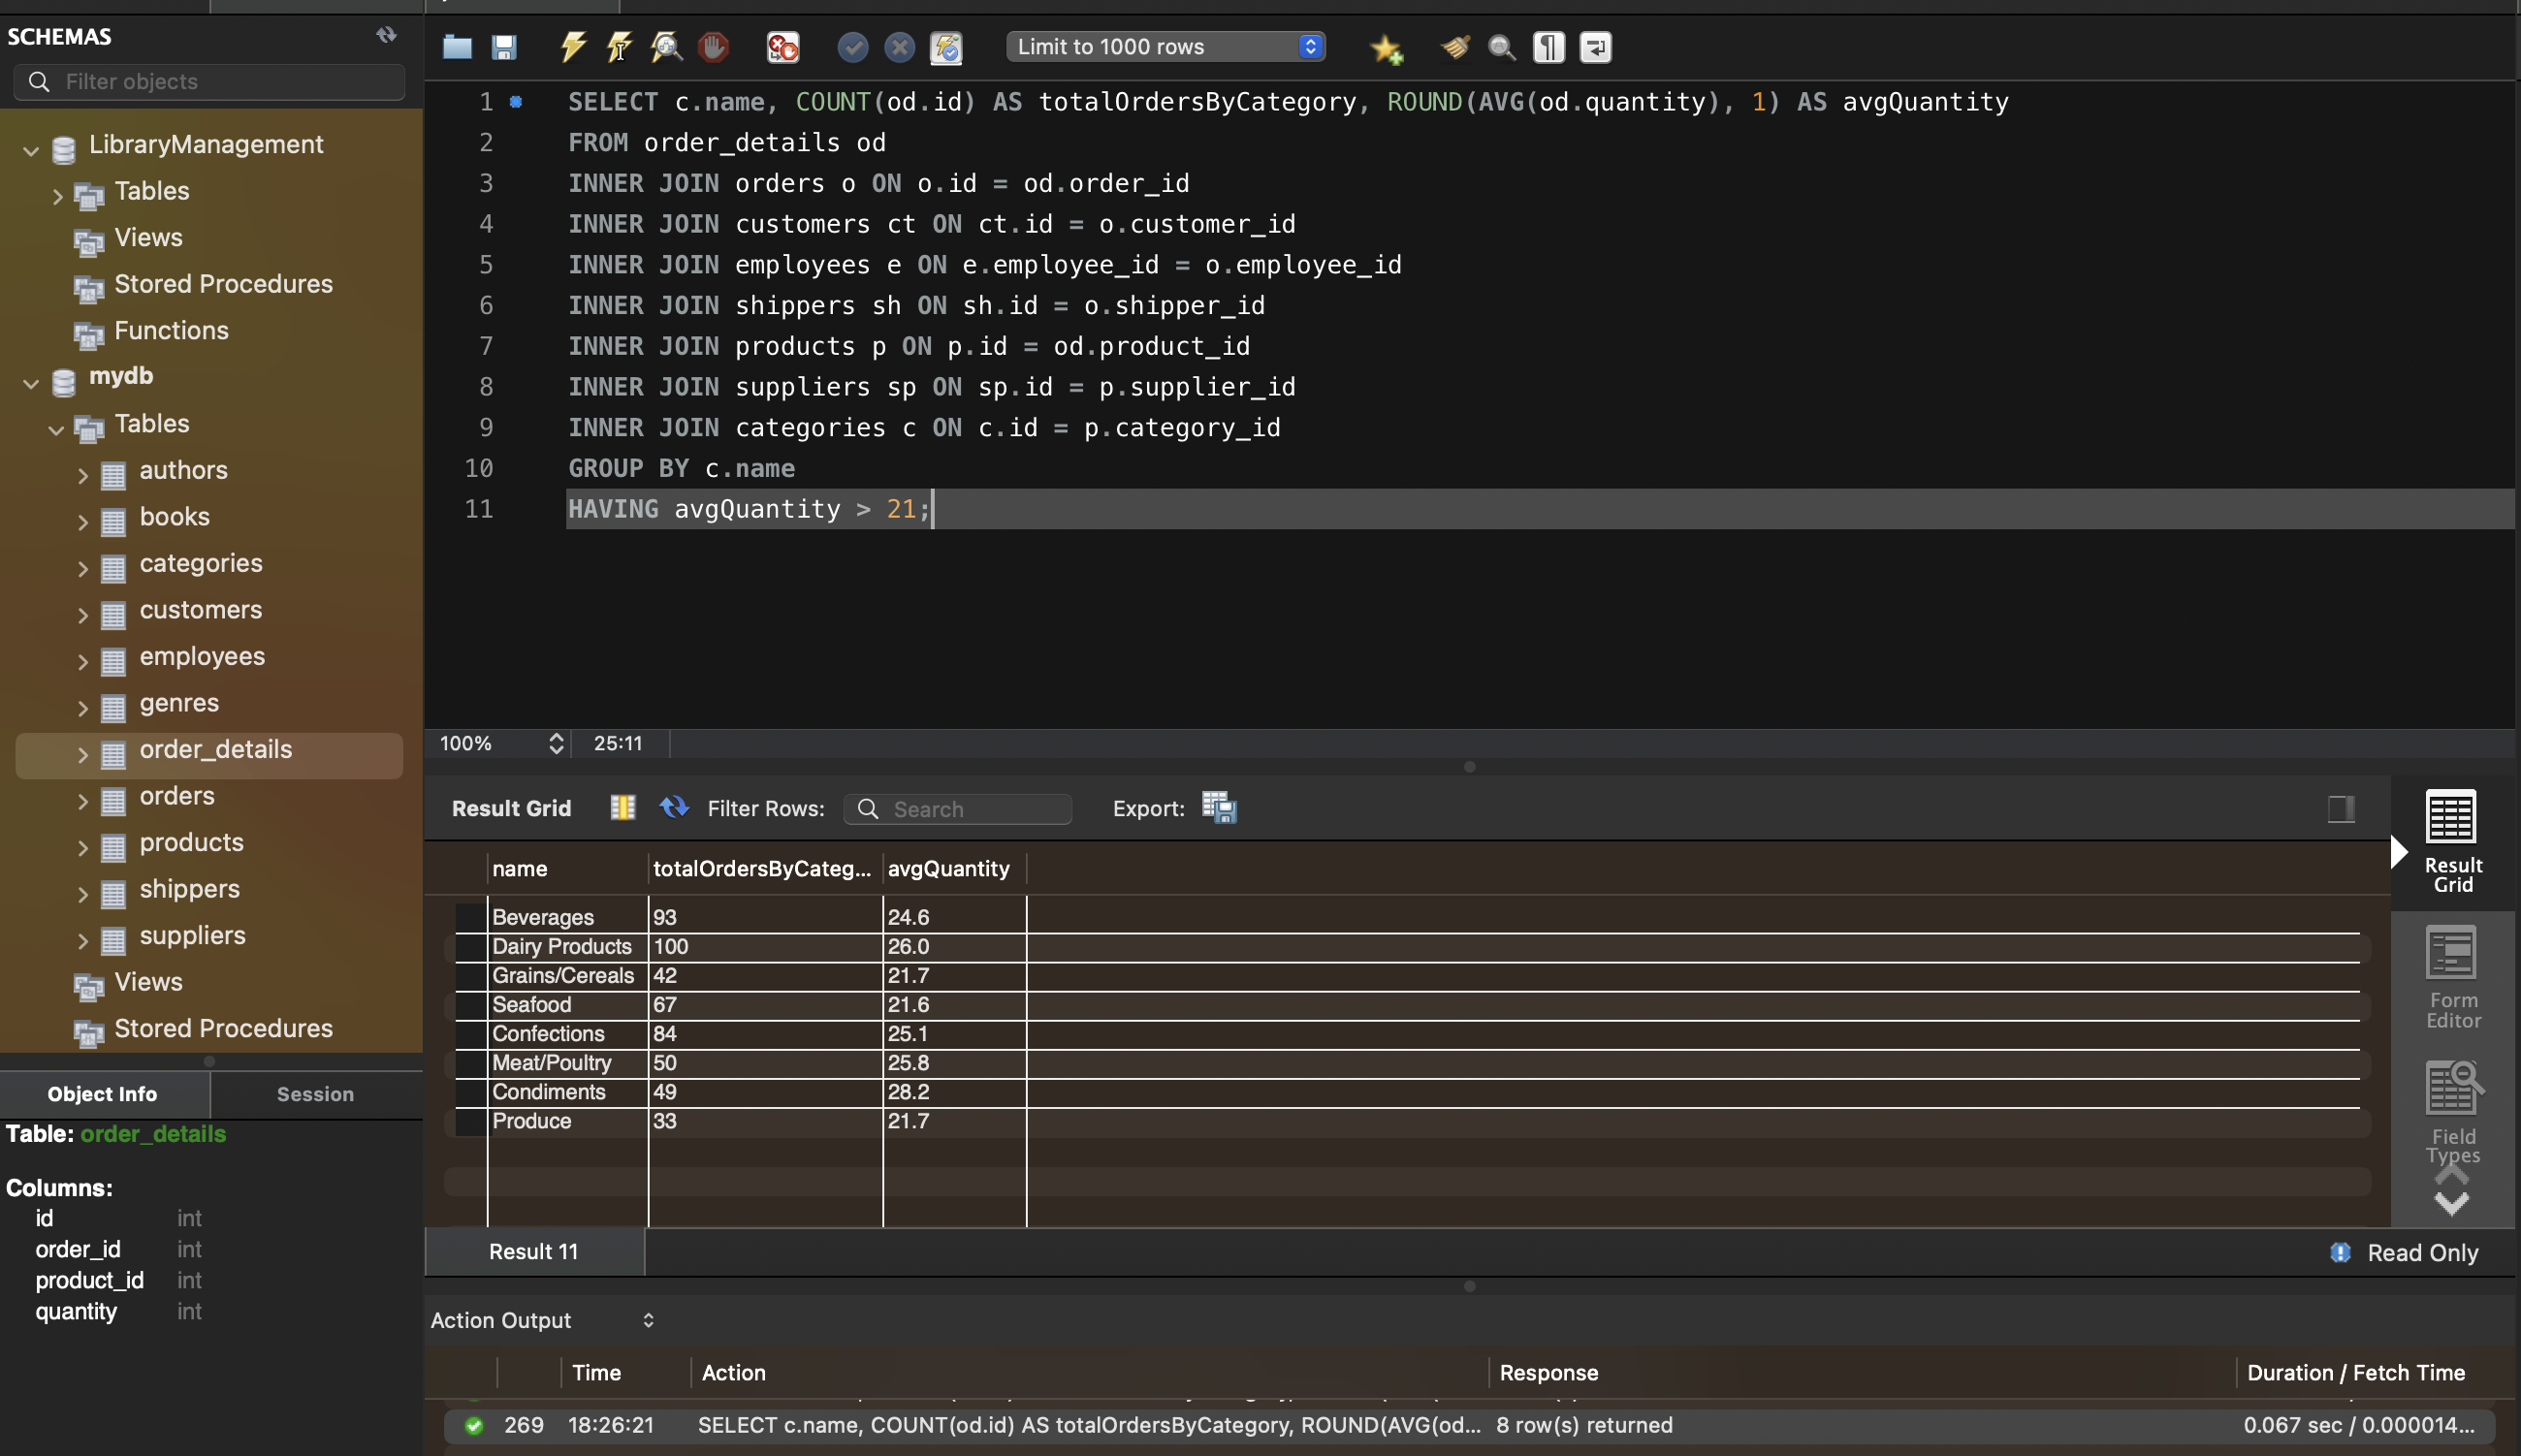 SCHEMAS
Filter objects
LibraryManagement
Tables
Views
Stored Procedures
Functions
mydb
Tables
authors
books
categories
customers
employees
genres
order_details
orders
products
shippers
suppliers
Views
Stored Procedures
Object Info Session
Table: order_details
Columns:
id int
order_id int
product_id int
quantity int
Limit to 1000 rows
1 SELECT c.name, COUNT(od.id) AS totalOrdersByCategory, ROUND(AVG(od.quantity), 1) AS avgQuantity
2 FROM order_details od
3 INNER JOIN orders o ON o.id = od.order_id
4 INNER JOIN customers ct ON ct.id = o.customer_id
5 INNER JOIN employees e ON e.employee_id = o.employee_id
6 INNER JOIN shippers sh ON sh.id = o.shipper_id
7 INNER JOIN products p ON p.id = od.product_id
8 INNER JOIN suppliers sp ON sp.id = p.supplier_id
9 INNER JOIN categories c ON c.id = p.category_id
10 GROUP BY c.name
11 HAVING avgQuantity > 21;
100% 25:11
Result Grid Filter Rows: Search Export:
name totalOrdersByCateg... avgQuantity
Beverages 93 24.6
Dairy Products 100 26.0
Grains/Cereals 42 21.7
Seafood 67 21.6
Confections 84 25.1
Meat/Poultry 50 25.8
Condiments 49 28.2
Produce 33 21.7
Result
Grid
Form
Editor
Field
Types
Result 11 Read Only
Action Output
Time Action Response Duration / Fetch Time
269 18:26:21 SELECT c.name, COUNT(od.id) AS totalOrdersByCategory, ROUND(AVG(od... 8 row(s) returned 0.067 sec / 0.000014...